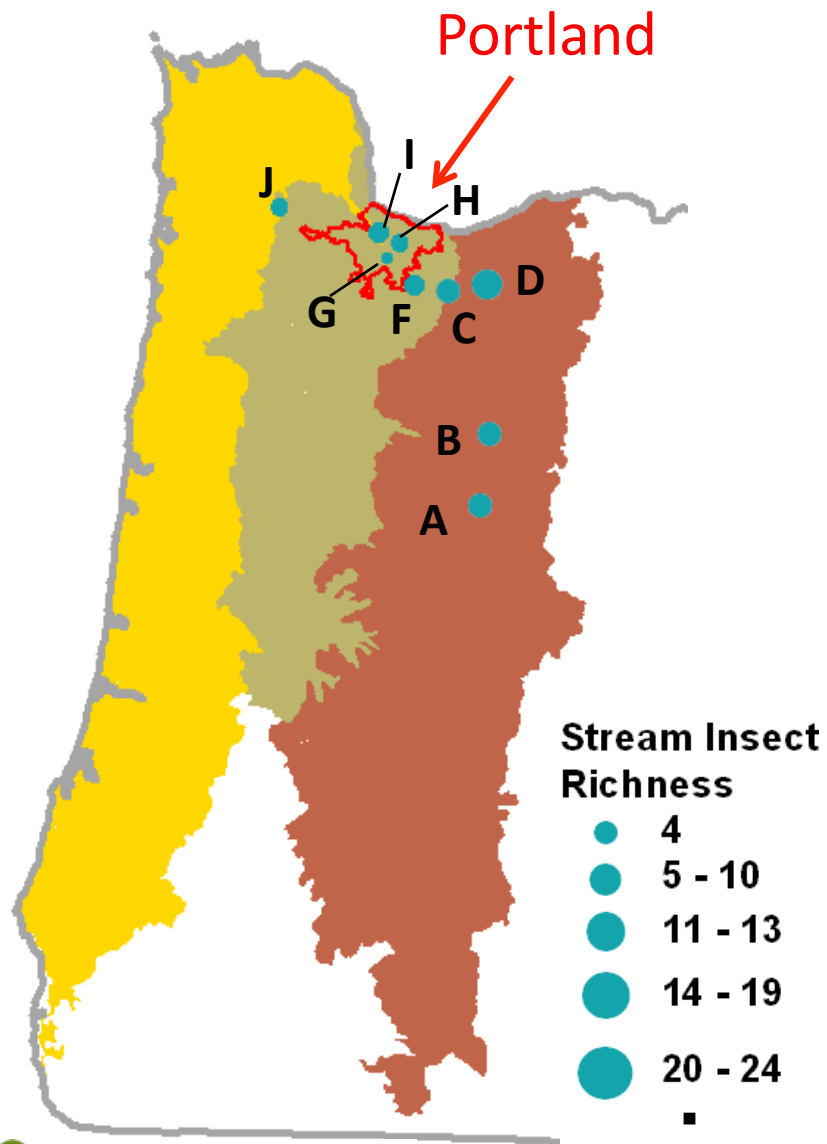 Portland
I
J
H
D
G
F
C
B
A
Stream Insect
Richness
4
5 - 10
11 - 13
14 - 19
20 - 24